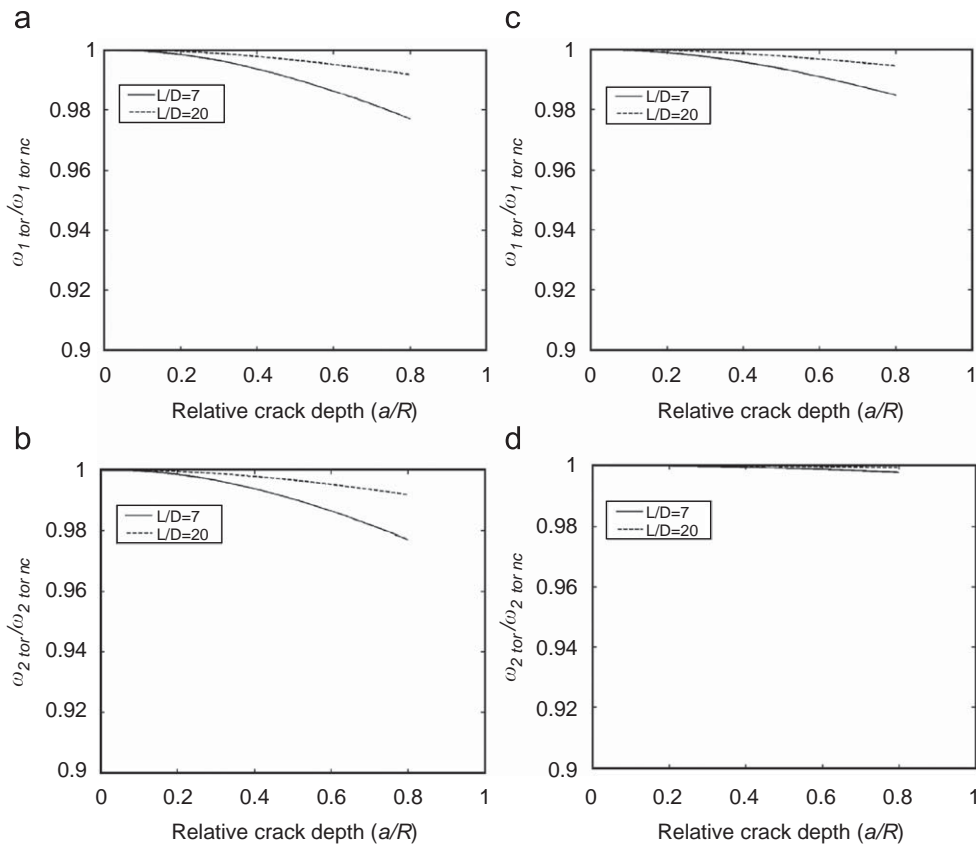 a
1
0.98
0.96
0.94
0.92
0.9
0
0.2
0.4
0.6
0.8
1
L/D=7
L/D=20
ω1 tor/ω1 tor nc
Relative crack depth (a/R)
c
1
0.98
0.96
0.94
0.92
0.9
0
0.2
0.4
0.6
0.8
1
L/D=7
L/D=20
ω1 tor/ω1 tor nc
Relative crack depth (a/R)
b
1
0.98
0.96
0.94
0.92
0.9
0
0.2
0.4
0.6
0.8
1
L/D=7
L/D=20
ω2 tor/ω2 tor nc
Relative crack depth (a/R)
d
1
0.98
0.96
0.94
0.92
0.9
0
0.2
0.4
0.6
0.8
1
L/D=7
L/D=20
ω2 tor/ω2 tor nc
Relative crack depth (a/R)